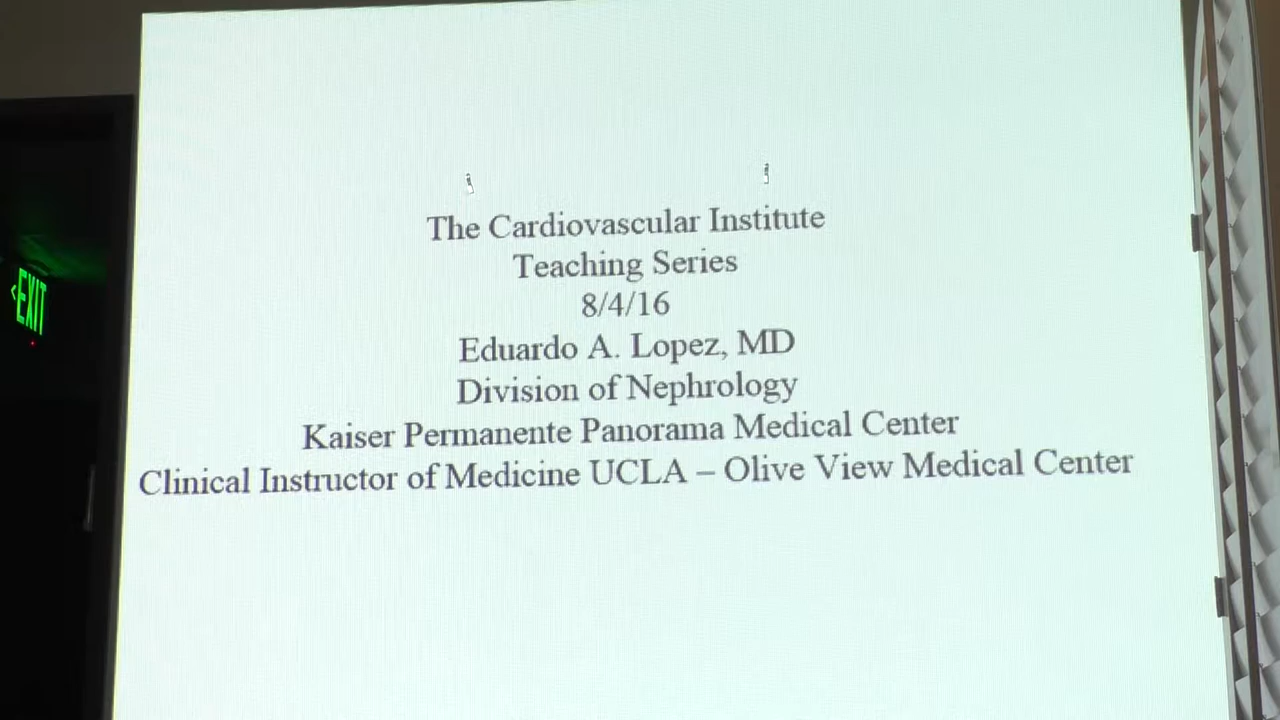 The Cardiovascular Institute
Teaching Series
8/4/16
Eduardo A. Lopez, MD
Division of Nephrology
Kaiser Permanente Panorama Medical Center
Clinical Instructor of Medicine UCLA – Olive View Medical Center
<EXIT